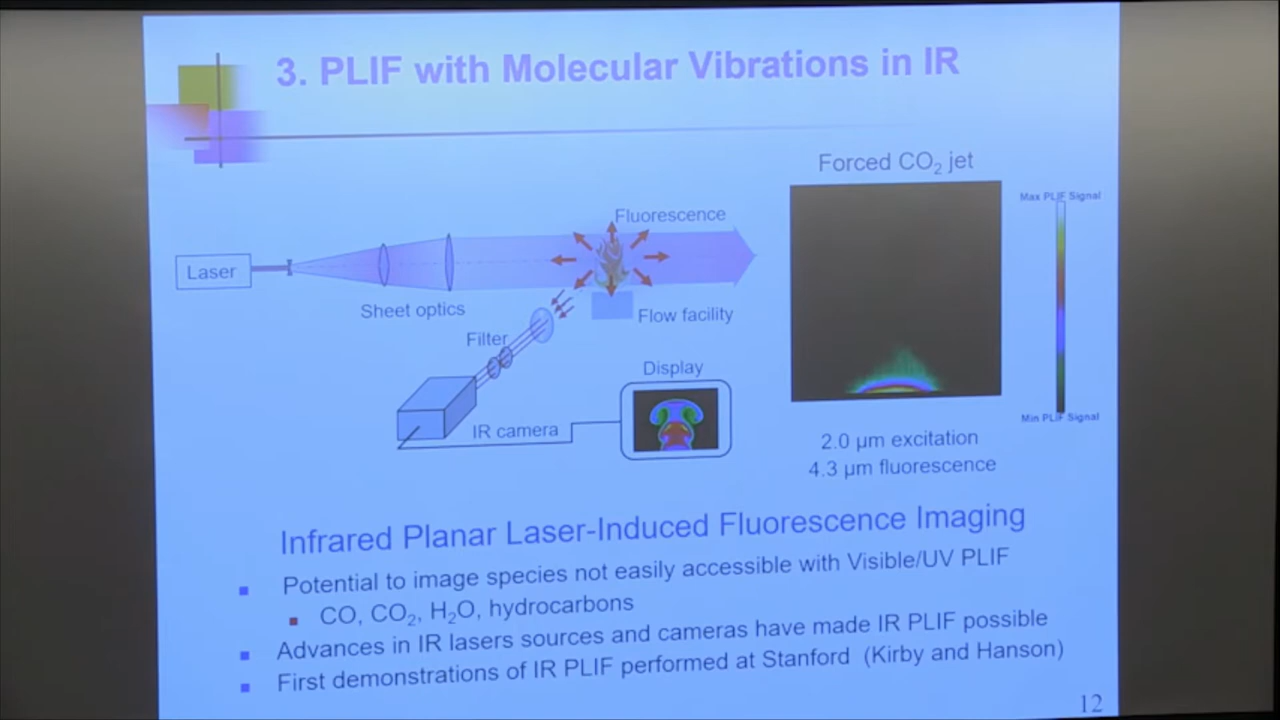 3. PLIF with Molecular Vibrations in IR
Forced CO₂ jet
Max PLIF Signal
Fluorescence
Laser
Sheet optics
Flow facility
Filter
Display
IR camera
Min PLIF Signal
2.0 µm excitation
4.3 µm fluorescence
Infrared Planar Laser-Induced Fluorescence Imaging
Potential to image species not easily accessible with Visible/UV PLIF
CO, CO₂, H₂O, hydrocarbons
Advances in IR lasers sources and cameras have made IR PLIF possible
First demonstrations of IR PLIF performed at Stanford (Kirby and Hanson)
12